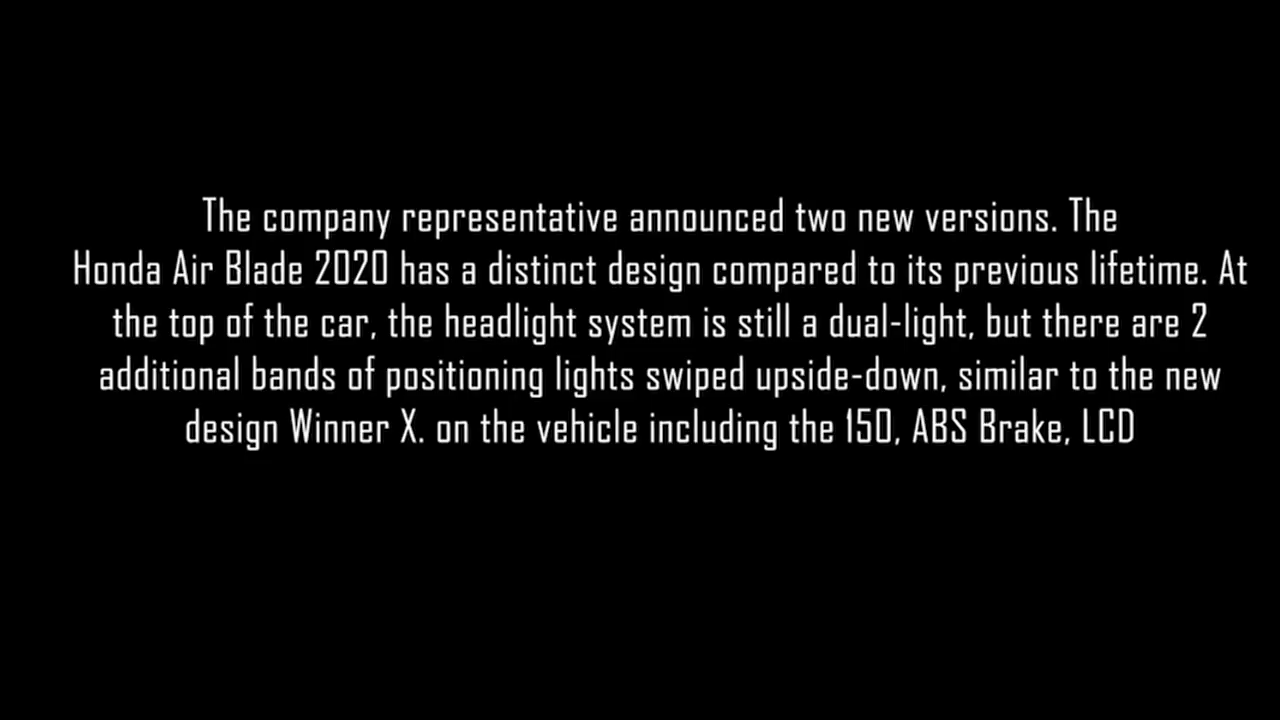 The company representative announced two new versions. The
Honda Air Blade 2020 has a distinct design compared to its previous lifetime. At
the top of the car, the headlight system is still a dual-light, but there are 2
additional bands of positioning lights swiped upside-down, similar to the new
design Winner X. on the vehicle including the 150, ABS Brake, LCD